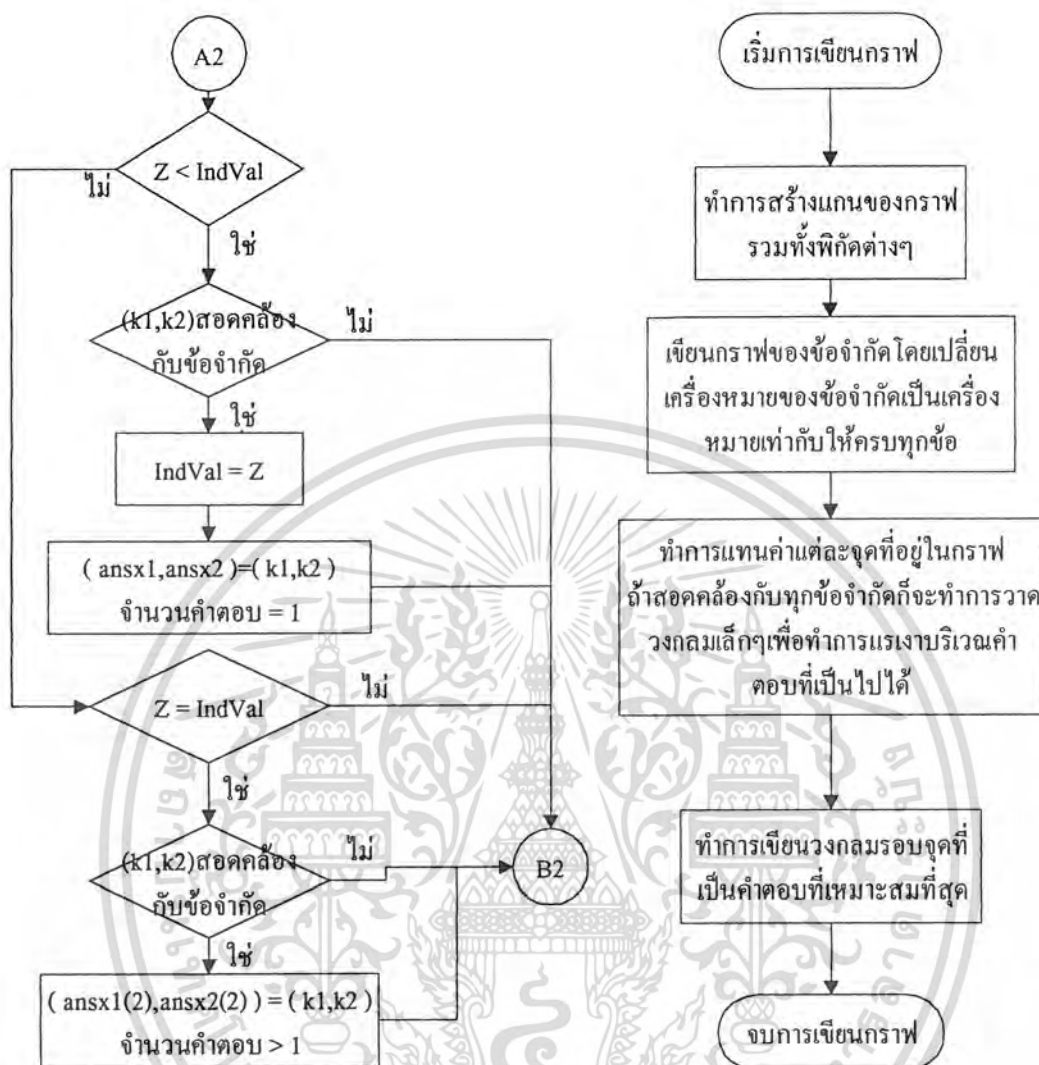 A2
Z < IndVal
ไม่
ใช่
(k1,k2)สอดคล้อง
กับข้อจำกัด
ไม่
ใช่
IndVal = Z
( ansx1,ansx2 )=( k1,k2 )
จำนวนคำตอบ = 1
Z = IndVal
ไม่
ใช่
(k1,k2)สอดคล้อง
กับข้อจำกัด
ไม่
B2
ใช่
( ansx1(2),ansx2(2) )=( k1,k2 )
จำนวนคำตอบ > 1
เริ่มการเขียนกราฟ
ทำการสร้างแกนของกราฟ
รวมทั้งพิกัดต่างๆ
เขียนกราฟของข้อจำกัด โดยเปลี่ยน
เครื่องหมายของข้อจำกัดเป็นเครื่อง
หมายเท่ากับให้ครบทุกข้อ
ทำการแทนค่าแต่ละจุดที่อยู่ในกราฟ
ถ้าสอดคล้องกับทุกข้อจำกัดก็จะทำการวาด
วงกลมเล็กๆเพื่อทำการแรเงาบริเวณคำ
ตอบที่เป็นไปได้
ทำการเขียนวงกลมรอบจุดที่
เป็นคำตอบที่เหมาะสมที่สุด
จบการเขียนกราฟ